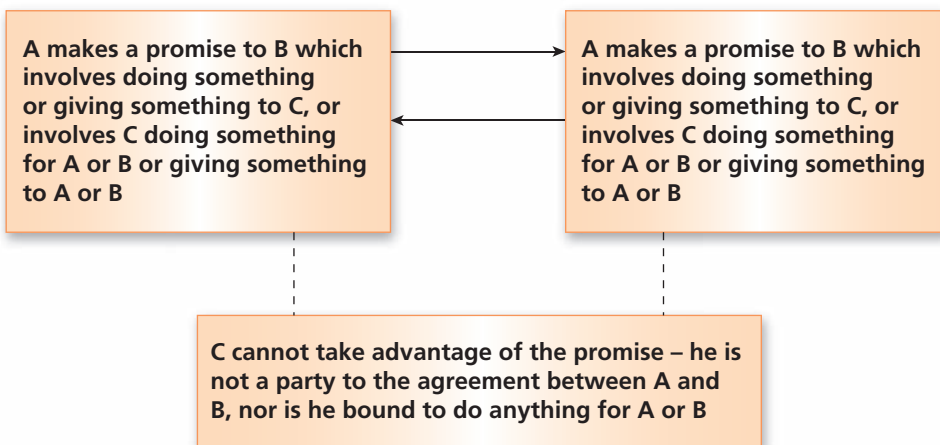 A makes a promise to B which
involves doing something
or giving something to C, or
involves C doing something
for A or B or giving something
to A or B
A makes a promise to B which
involves doing something
or giving something to C, or
involves C doing something
for A or B or giving something
to A or B
C cannot take advantage of the promise – he is
not a party to the agreement between A and
B, nor is he bound to do anything for A or B